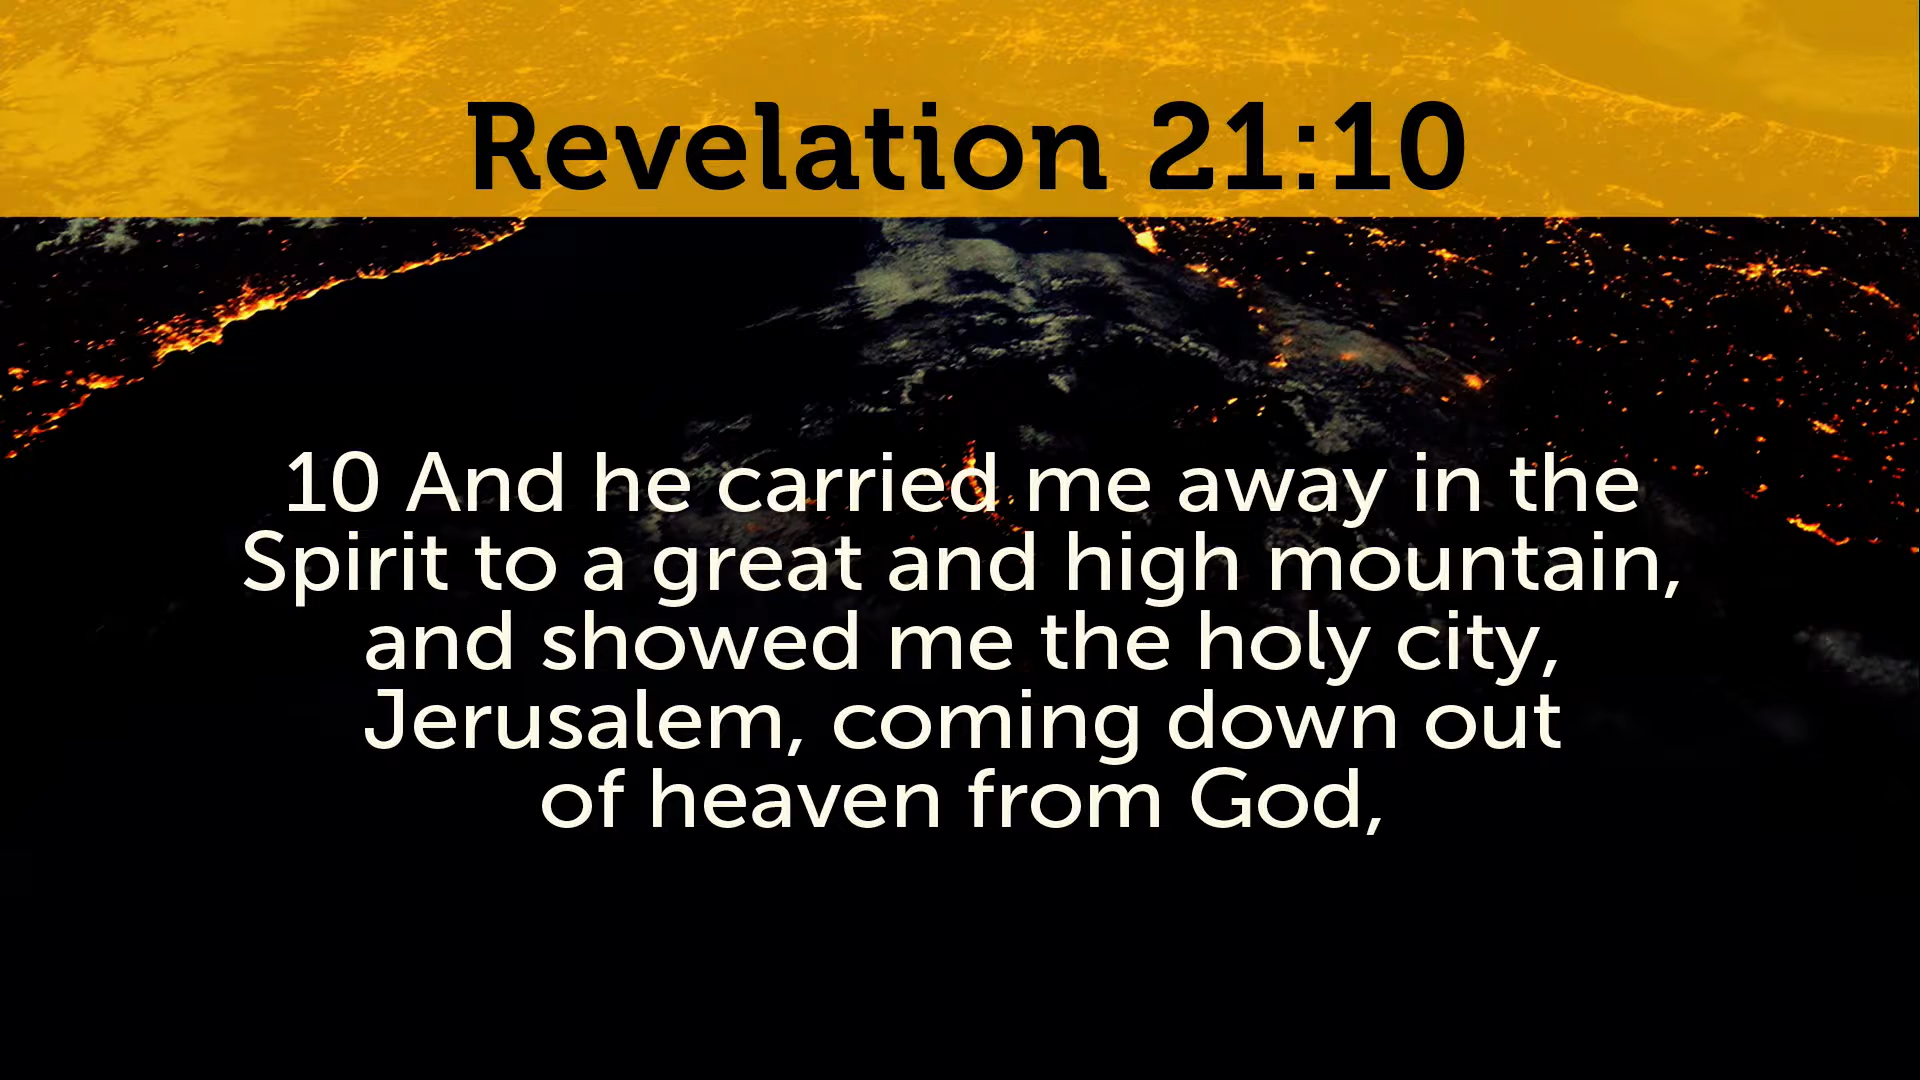 Revelation 21:10
10 And he carried me away in the
Spirit to a great and high mountain,
and showed me the holy city,
Jerusalem, coming down out
of heaven from God,